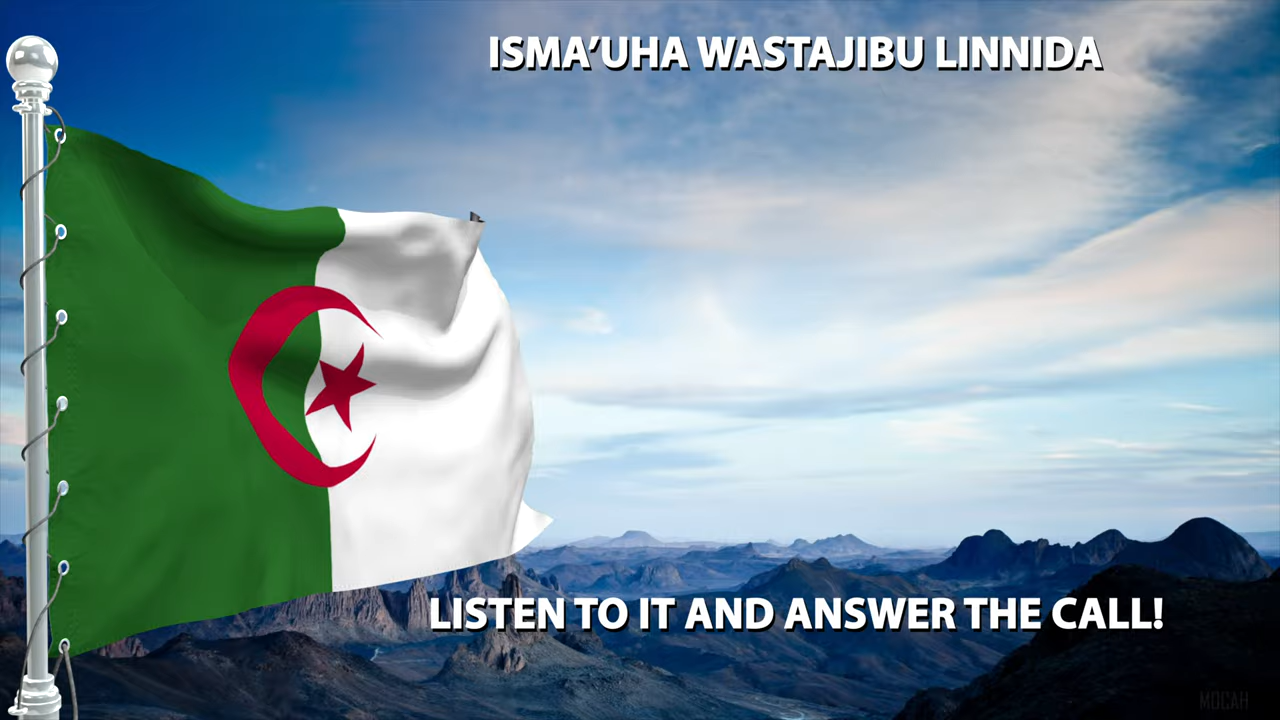 ISMA’UHA WASTAJIBU LINNIDA
LISTEN TO IT AND ANSWER THE CALL!
MOCAH